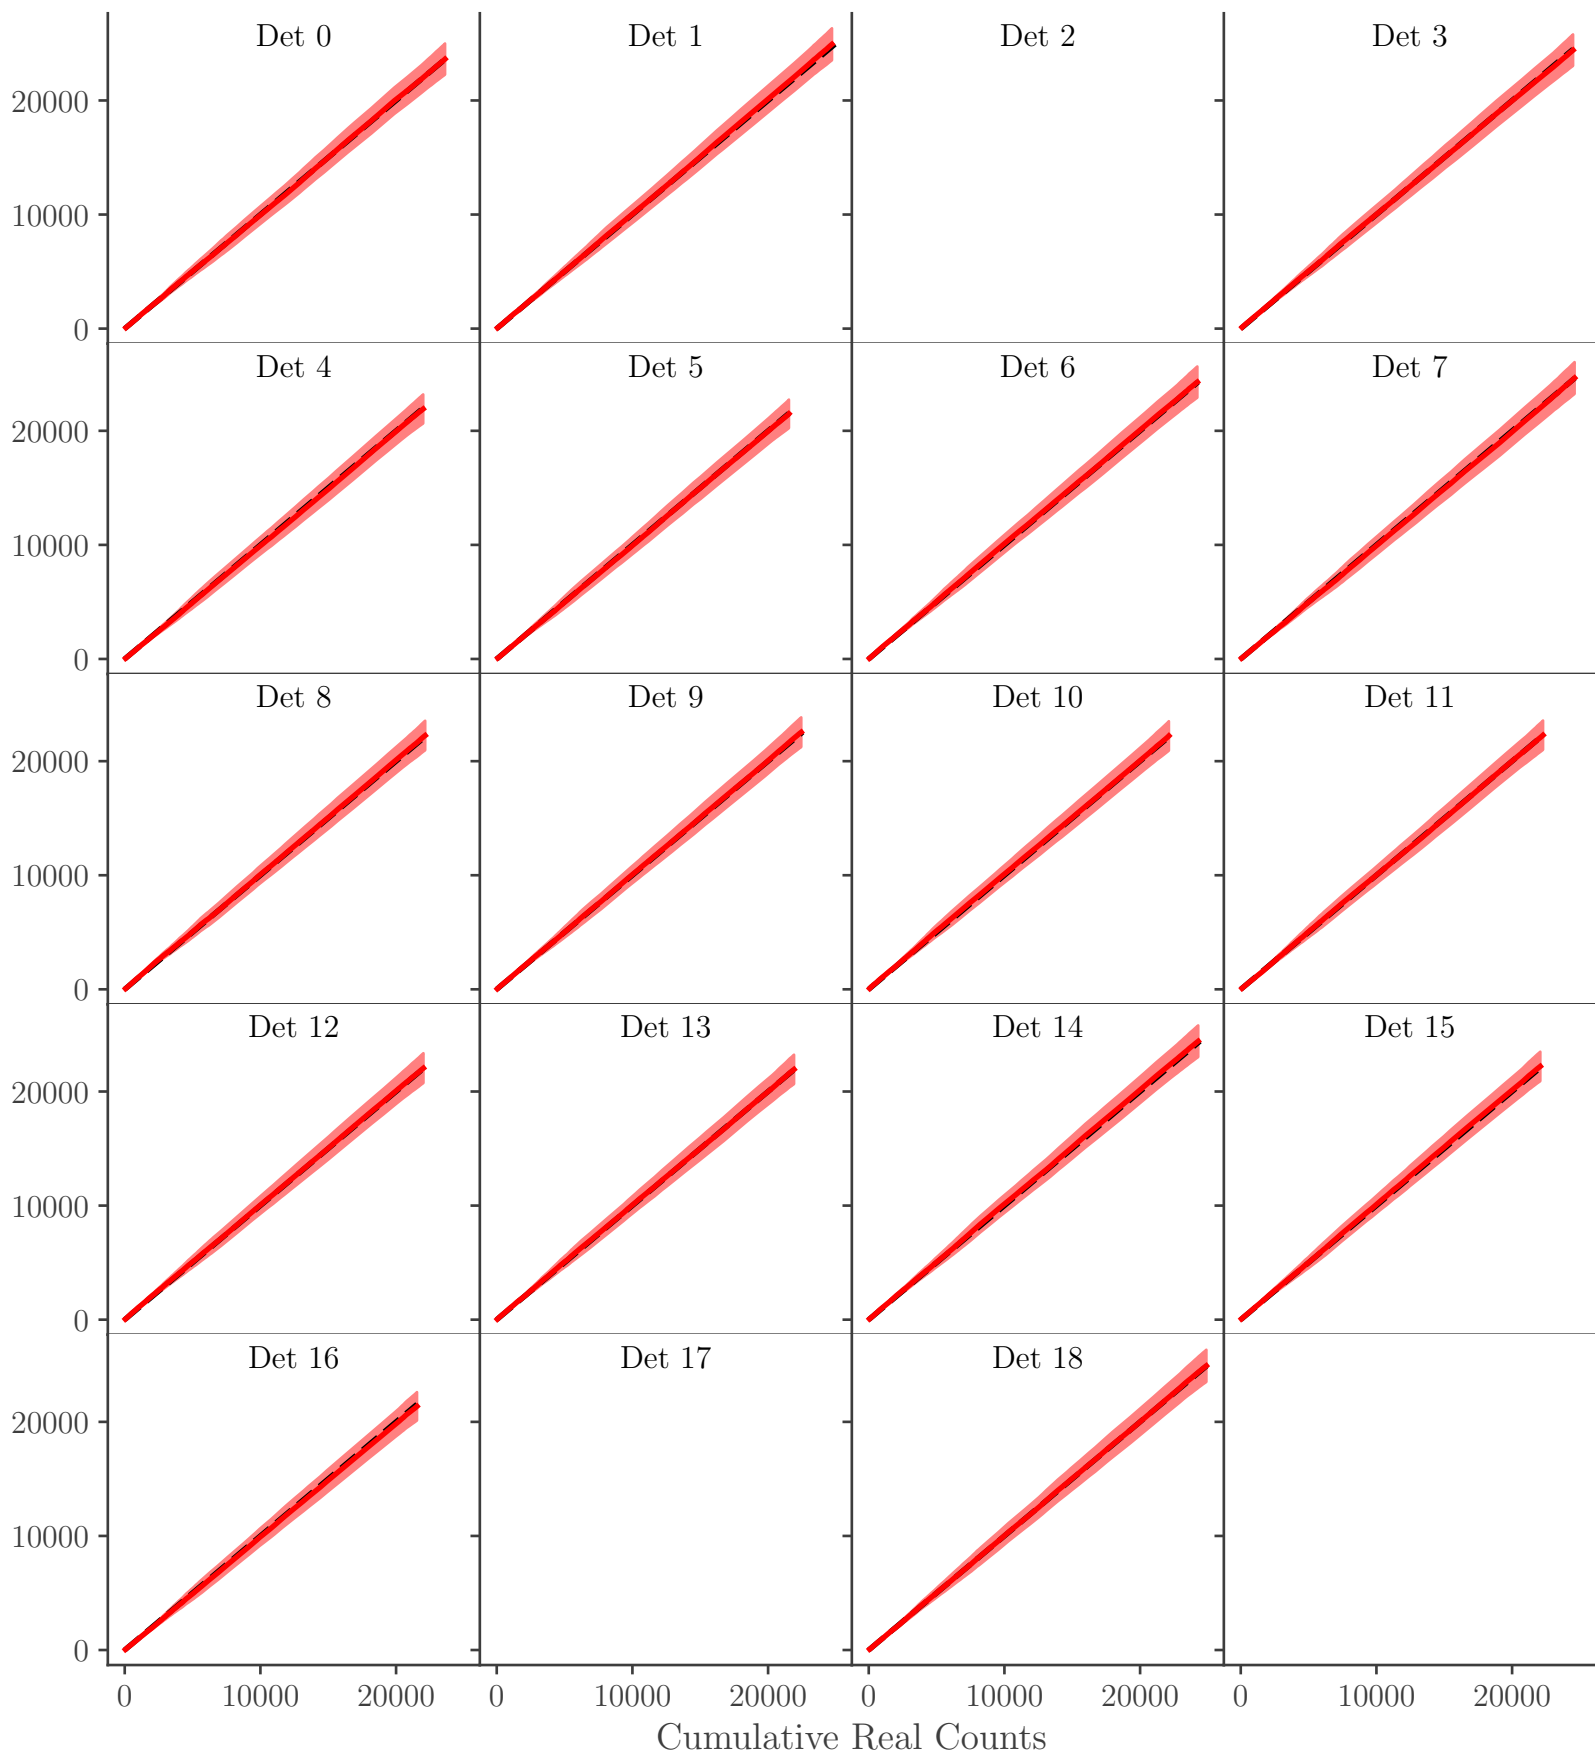 Det 0 Det 1 Det 2 Det 3
20000
10000
0
Det 4 Det 5 Det 6 Det 7
20000
10000
0
Det 8 Det 9 Det 10 Det 11
20000
10000
0
Det 12 Det 13 Det 14 Det 15
20000
10000
0
Det 16 Det 17 Det 18
20000
10000
0
0 10000 20000 0 10000 20000 0 10000 20000 0 10000 20000
Cumulative Real Counts